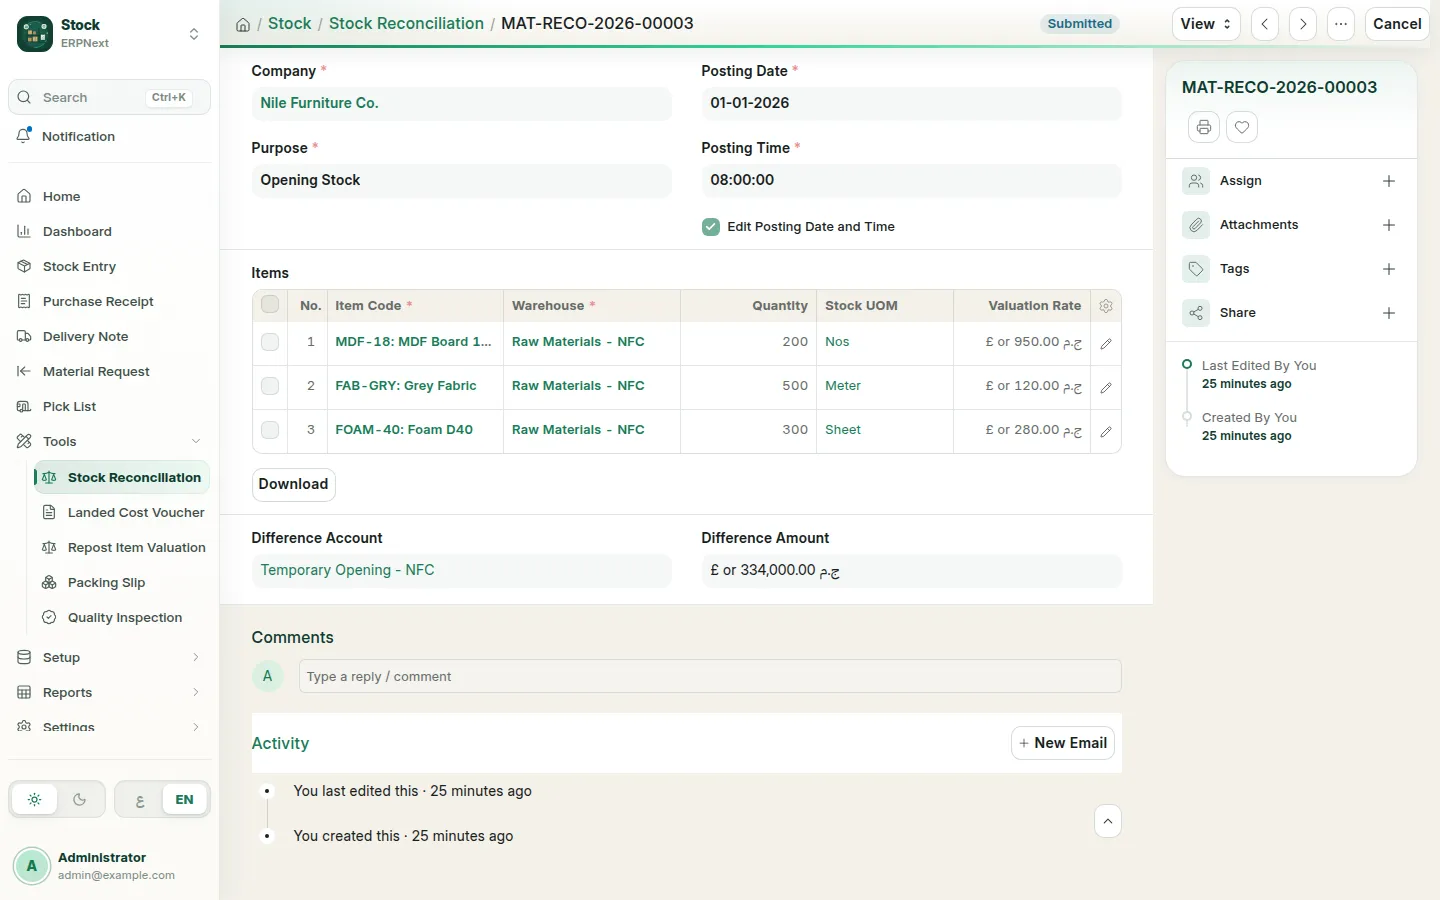 Stock
ERPNext
Search
Ctrl+K
Notification
Home
Dashboard
Stock Entry
Purchase Receipt
Delivery Note
Material Request
Pick List
Tools
Stock Reconciliation
Landed Cost Voucher
Repost Item Valuation
Packing Slip
Quality Inspection
Setup
Reports
Settings
ع EN
A
Administrator
admin@example.com
/ Stock / Stock Reconciliation / MAT-RECO-2026-00003
Submitted
View
···
Cancel
Company *
Nile Furniture Co.
Posting Date *
01-01-2026
Purpose *
Opening Stock
Posting Time *
08:00:00
Edit Posting Date and Time
Items
No. Item Code * Warehouse * Quantity Stock UOM Valuation Rate
1 MDF-18: MDF Board 1... Raw Materials - NFC 200 Nos £ or 950.00 ج.م
2 FAB-GRY: Grey Fabric Raw Materials - NFC 500 Meter £ or 120.00 ج.م
3 FOAM-40: Foam D40 Raw Materials - NFC 300 Sheet £ or 280.00 ج.م
Download
Difference Account
Temporary Opening - NFC
Difference Amount
£ or 334,000.00 ج.م
Comments
A
Type a reply / comment
Activity
+ New Email
You last edited this · 25 minutes ago
You created this · 25 minutes ago
MAT-RECO-2026-00003
Assign
Attachments
Tags
Share
Last Edited By You
25 minutes ago
Created By You
25 minutes ago